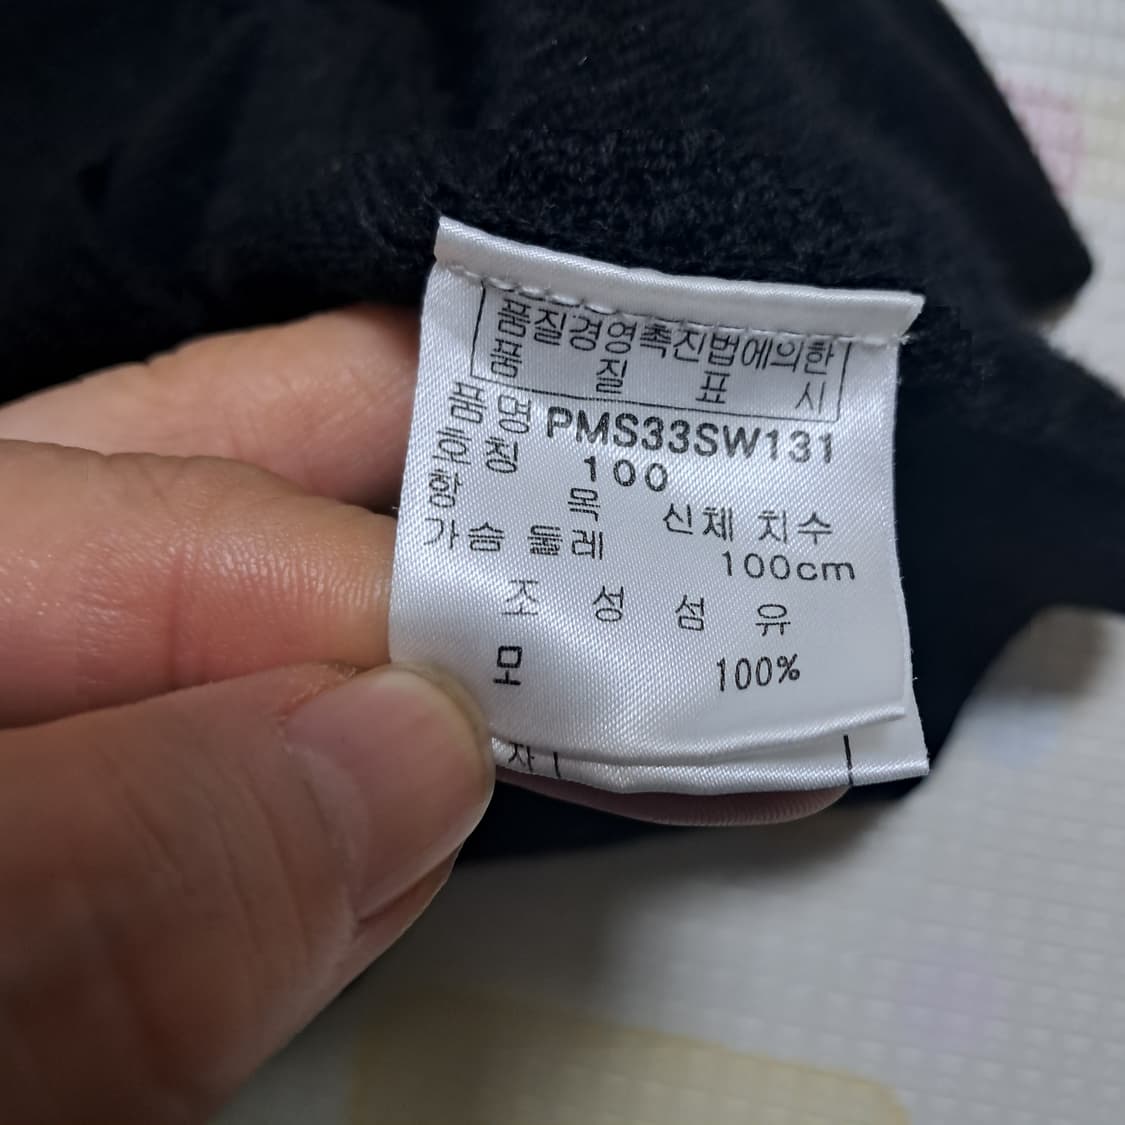 품질경영촉진법에의한
품 질 표 시
품 명 PMS33SW131
호 칭 100
항 목 신체 치수
가슴 둘레 100cm
조 성 섬 유
모 100%
자